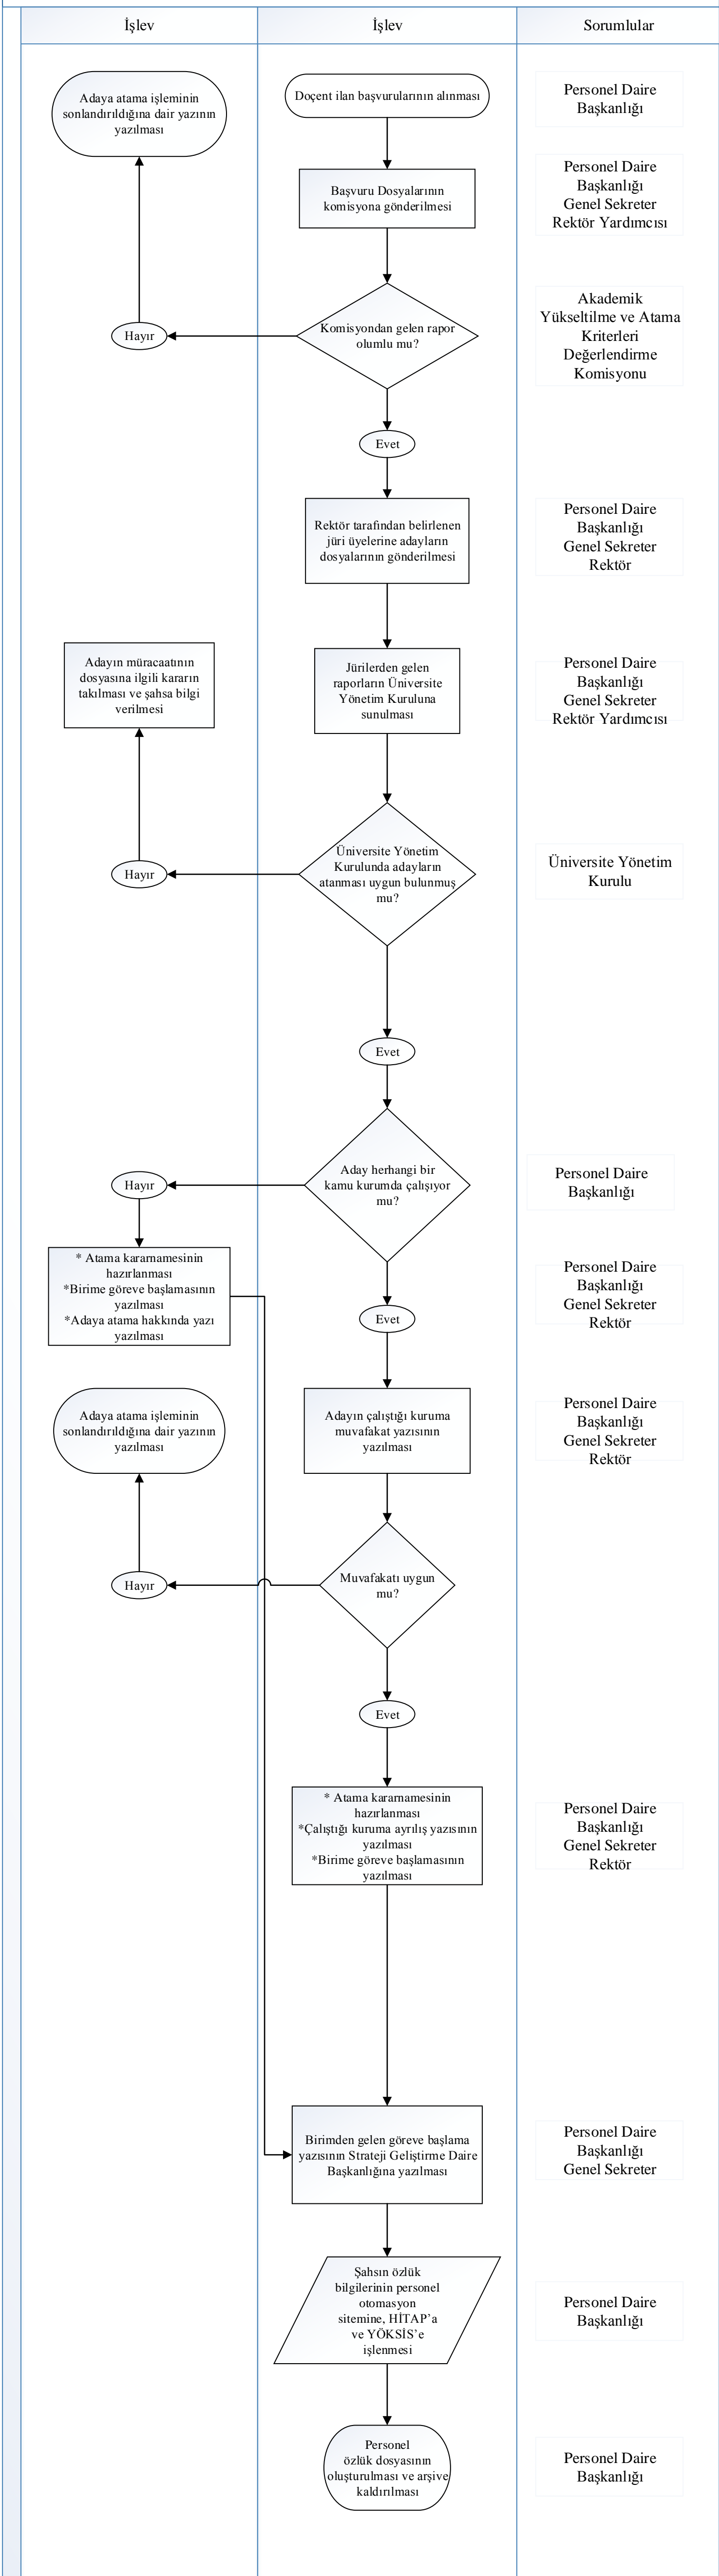 İşlev
İşlev
Sorumlular
Adaya atama işleminin
sonlandırıldığına dair yazının
yazılması
Doçent ilan başvurularının alınması
Personel Daire
Başkanlığı
Başvuru Dosyalarının
komisyona gönderilmesi
Personel Daire
Başkanlığı
Genel Sekreter
Rektör Yardımcısı
Hayır
Komisyondan gelen rapor
olumlu mu?
Akademik
Yükseltilme ve Atama
Kriterleri
Değerlendirme
Komisyonu
Evet
Rektör tarafından belirlenen
jüri üyelerine adayların
dosyalarının gönderilmesi
Personel Daire
Başkanlığı
Genel Sekreter
Rektör
Adayın müracaatının
dosyasına ilgili kararın
takılması ve şahsa bilgi
verilmesi
Jürilerden gelen
raporların Üniversite
Yönetim Kuruluna
sunulması
Personel Daire
Başkanlığı
Genel Sekreter
Rektör Yardımcısı
Hayır
Üniversite Yönetim
Kurulunda adayların
atanması uygun bulunmuş
mu?
Üniversite Yönetim
Kurulu
Evet
Hayır
Aday herhangi bir
kamu kurumda çalışıyor
mu?
Personel Daire
Başkanlığı
* Atama kararnamesinin
hazırlanması
*Birime göreve başlamasının
yazılması
*Adaya atama hakkında yazı
yazılması
Evet
Personel Daire
Başkanlığı
Genel Sekreter
Rektör
Adaya atama işleminin
sonlandırıldığına dair yazının
yazılması
Adayın çalıştığı kuruma
muvafakat yazısının
yazılması
Personel Daire
Başkanlığı
Genel Sekreter
Rektör
Hayır
Muvafakatı uygun
mu?
Evet
* Atama kararnamesinin
hazırlanması
*Çalıştığı kuruma ayrılış yazısının
yazılması
*Birime göreve başlamasının
yazılması
Personel Daire
Başkanlığı
Genel Sekreter
Rektör
Birimden gelen göreve başlama
yazısının Strateji Geliştirme Daire
Başkanlığına yazılması
Personel Daire
Başkanlığı
Genel Sekreter
Şahsın özlük
bilgilerinin personel
otomasyon
sitemine, HİTAP’a
ve YÖKSİS’e
işlenmesi
Personel Daire
Başkanlığı
Personel
özlük dosyasının
oluşturulması ve arşive
kaldırılması
Personel Daire
Başkanlığı